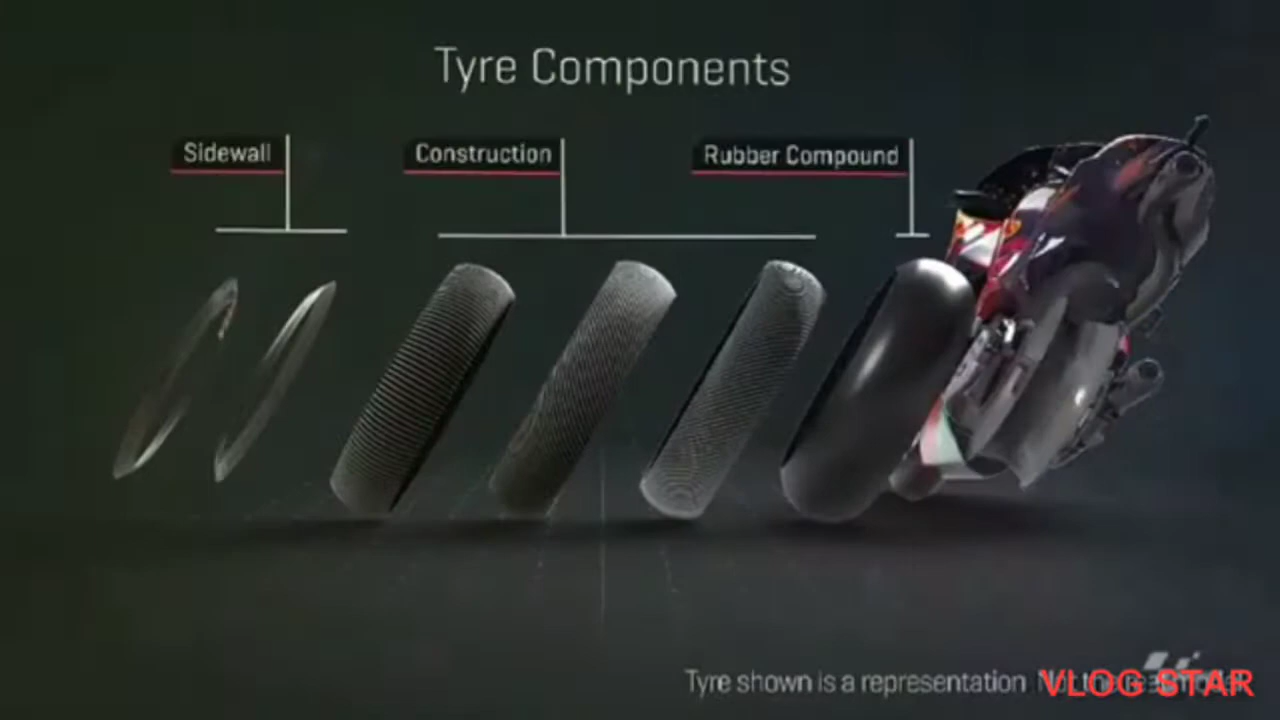 Tyre Components
Sidewall
Construction
Rubber Compound
Tyre shown is a representation
VLOG STAR